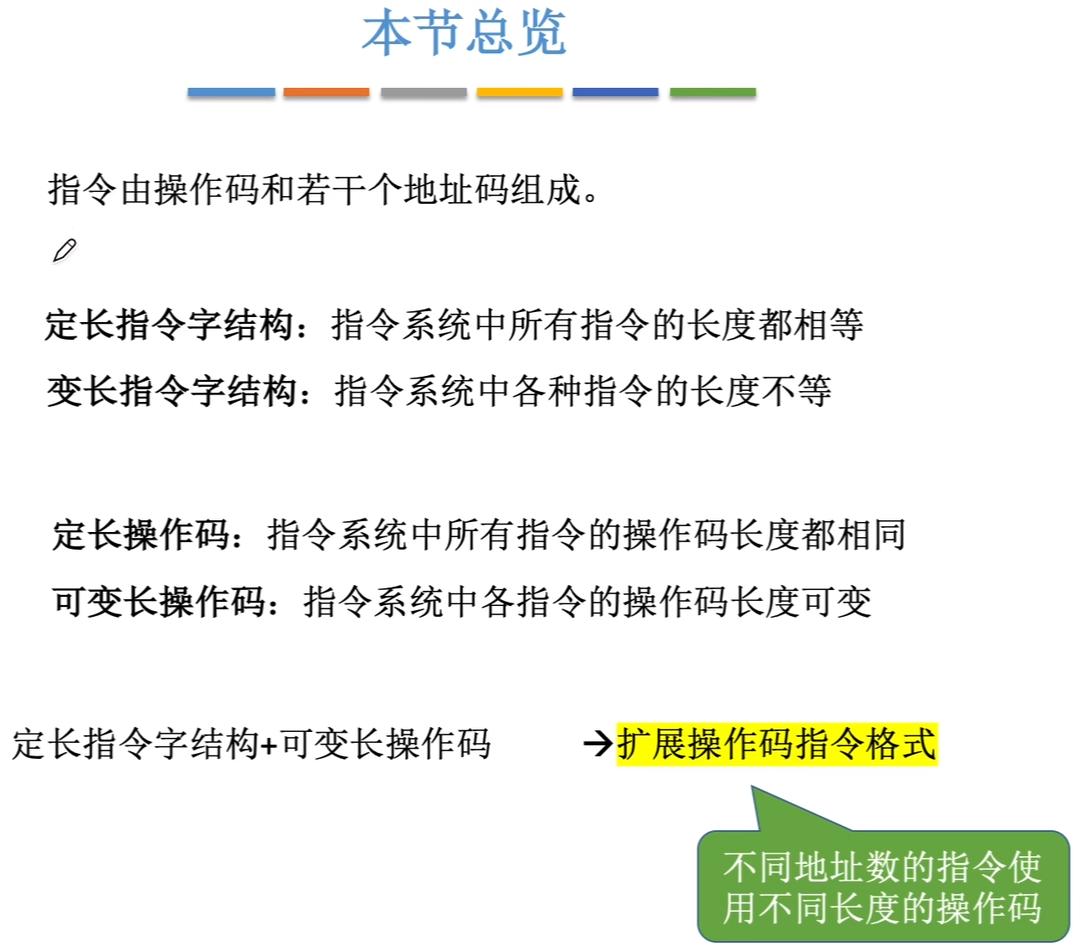 本节总览
指令由操作码和若干个地址码组成。
定长指令字结构：指令系统中所有指令的长度都相等
变长指令字结构：指令系统中各种指令的长度不等
定长操作码：指令系统中所有指令的操作码长度都相同
可变长操作码：指令系统中各指令的操作码长度可变
定长指令字结构+可变长操作码 →扩展操作码指令格式
不同地址数的指令使
用不同长度的操作码